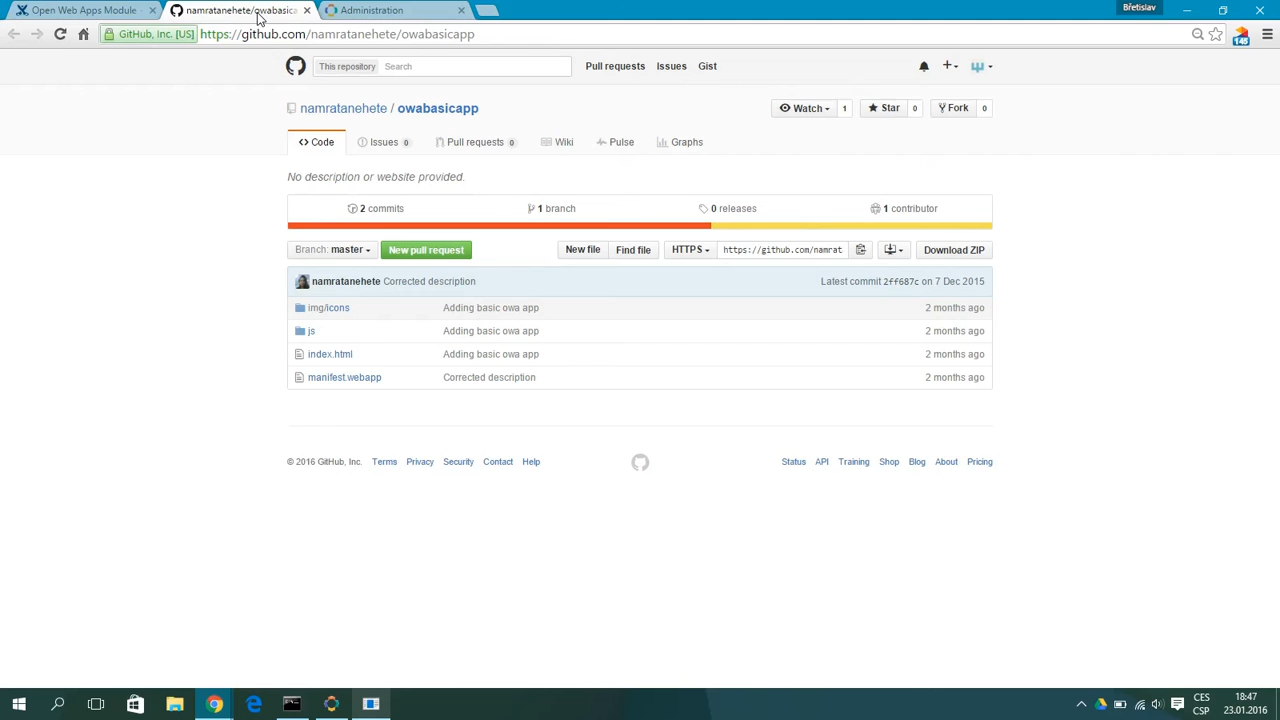 Open Web Apps Module
namratanehete/owabasica
Administration
Břetislav
GitHub, Inc. [US]
https://github.com/namratanehete/owabasicapp
145
This repository
Search
Pull requests
Issues
Gist
namratanehete / owabasicapp
Watch
1
Star
0
Fork
0
Code
Issues
0
Pull requests
0
Wiki
Pulse
Graphs
No description or website provided.
2 commits
1 branch
0 releases
1 contributor
Branch: master
New pull request
New file
Find file
HTTPS
https://github.com/namrat
Download ZIP
namratanehete Corrected description
Latest commit 2ff687c on 7 Dec 2015
img/icons
Adding basic owa app
2 months ago
js
Adding basic owa app
2 months ago
index.html
Adding basic owa app
2 months ago
manifest.webapp
Corrected description
2 months ago
© 2016 GitHub, Inc.
Terms
Privacy
Security
Contact
Help
Status
API
Training
Shop
Blog
About
Pricing
CES
CSP
18:47
23.01.2016